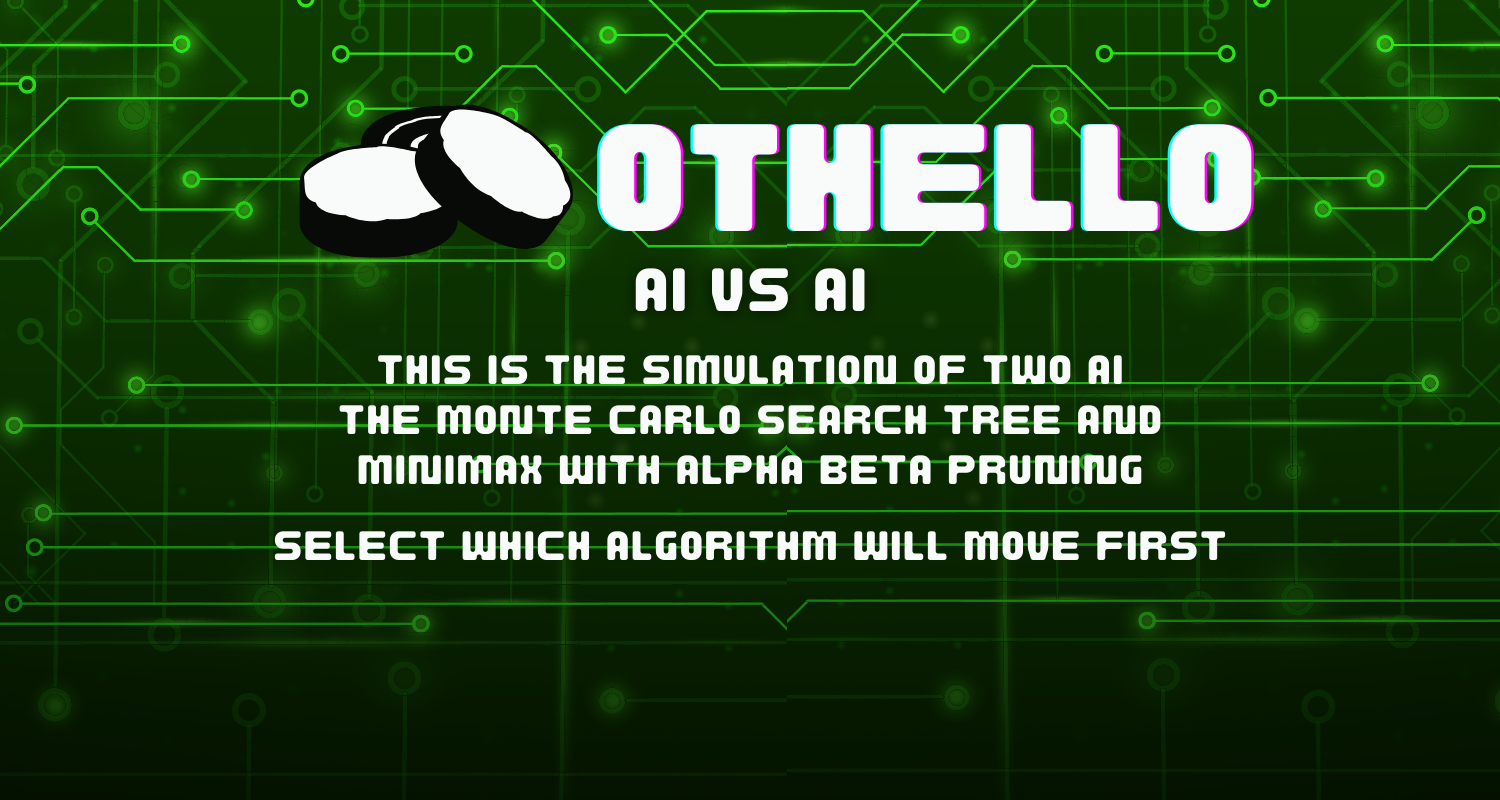 OTHELLO
AI VS AI
THIS IS THE SIMULATION OF TWO AI
THE MONTE CARLO SEARCH TREE AND
MINIMAX WITH ALPHA BETA PRUNING
SELECT WHICH ALGORITHM WILL MOVE FIRST